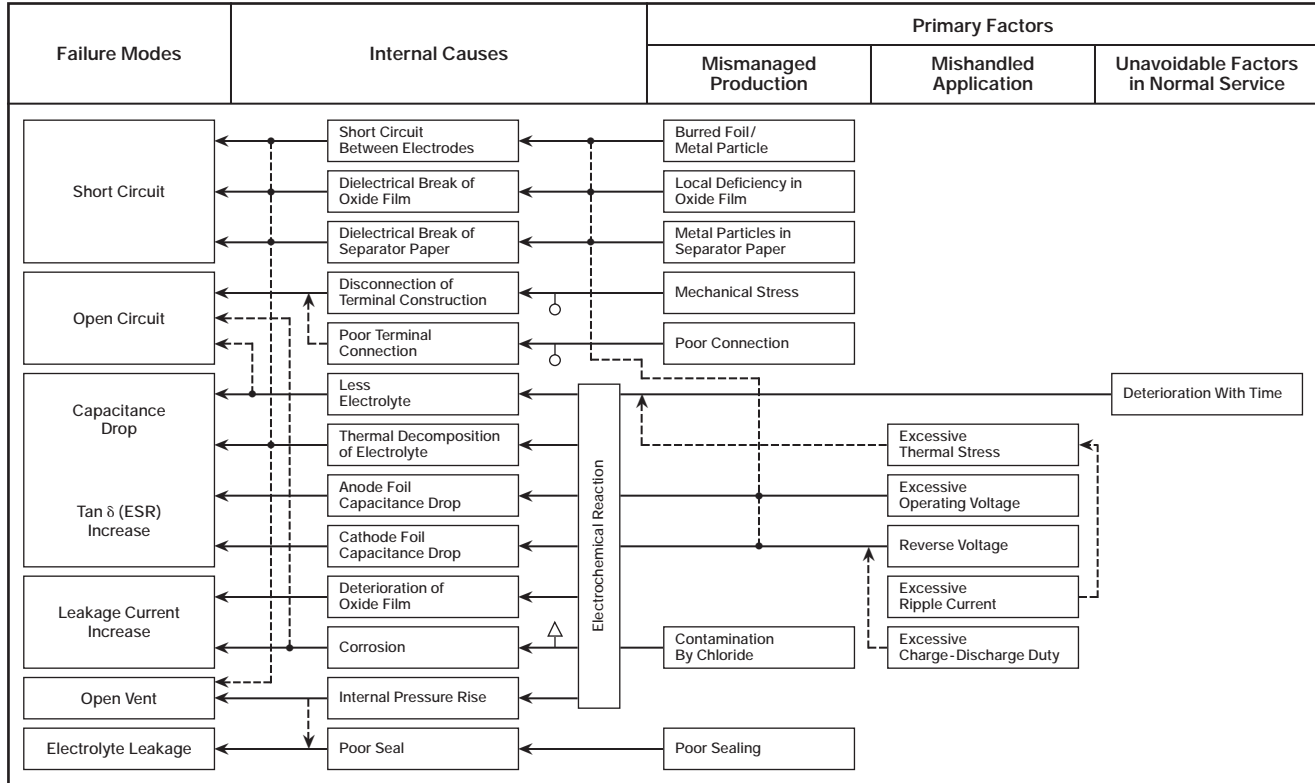 Failure Modes
Internal Causes
Primary Factors
Mismanaged
Production
Mishandled
Application
Unavoidable Factors
in Normal Service
Short Circuit
Short Circuit
Between Electrodes
Burred Foil/
Metal Particle
Dielectrical Break of
Oxide Film
Local Deficiency in
Oxide Film
Dielectrical Break of
Separator Paper
Metal Particles in
Separator Paper
Open Circuit
Disconnection of
Terminal Construction
Mechanical Stress
Poor Terminal
Connection
Poor Connection
Capacitance
Drop
Tan δ (ESR)
Increase
Less
Electrolyte
Electrochemical Reaction
Deterioration With Time
Thermal Decomposition
of Electrolyte
Excessive
Thermal Stress
Anode Foil
Capacitance Drop
Excessive
Operating Voltage
Cathode Foil
Capacitance Drop
Reverse Voltage
Leakage Current
Increase
Deterioration of
Oxide Film
Excessive
Ripple Current
Corrosion
Contamination
By Chloride
Excessive
Charge-Discharge Duty
Open Vent
Internal Pressure Rise
Electrolyte Leakage
Poor Seal
Poor Sealing